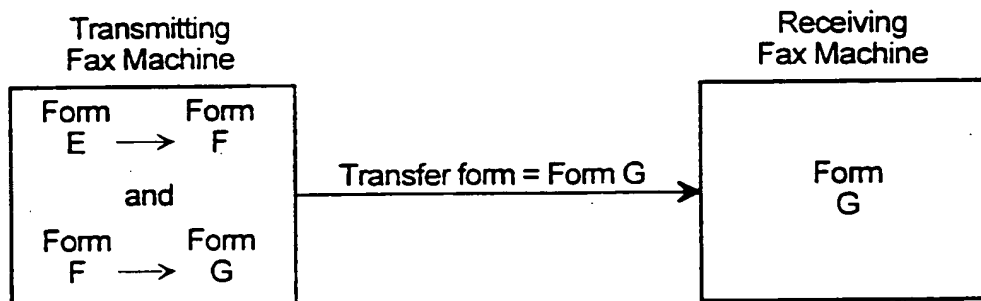 Transmitting
Fax Machine
Form Form
E → F
and
Form Form
F → G
Transfer form = Form G
Receiving
Fax Machine
Form
G